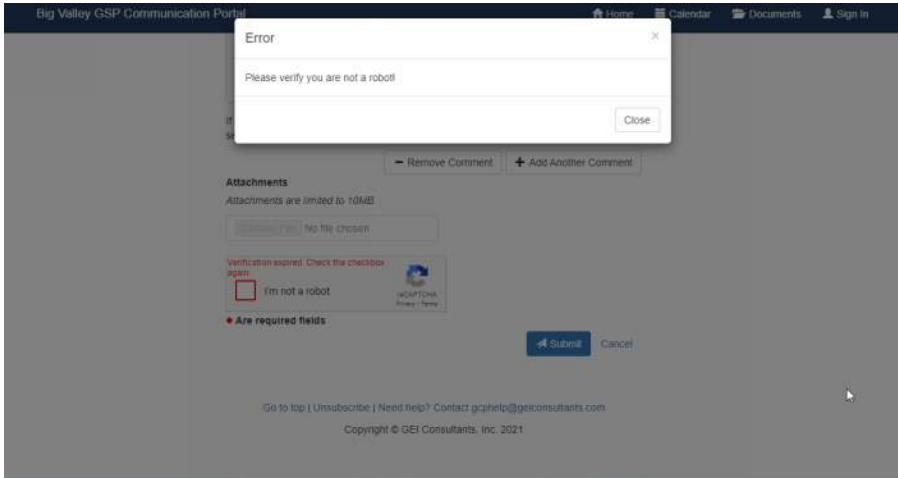 Big Valley GSP Communication Portal
Home Calendar Documents Sign In
Error ×
Please verify you are not a robot!
Close
If
Remove Comment Add Another Comment
Attachments
Attachments are limited to 10MB
No file chosen
Verification expired. Check the checkbox
again.
I'm not a robot
reCAPTCHA
Privacy - Terms
Are required fields
Submit Cancel
Go to top | Unsubscribe | Need help? Contact gcphelp@geiconsultants.com
Copyright © GEI Consultants, Inc. 2021